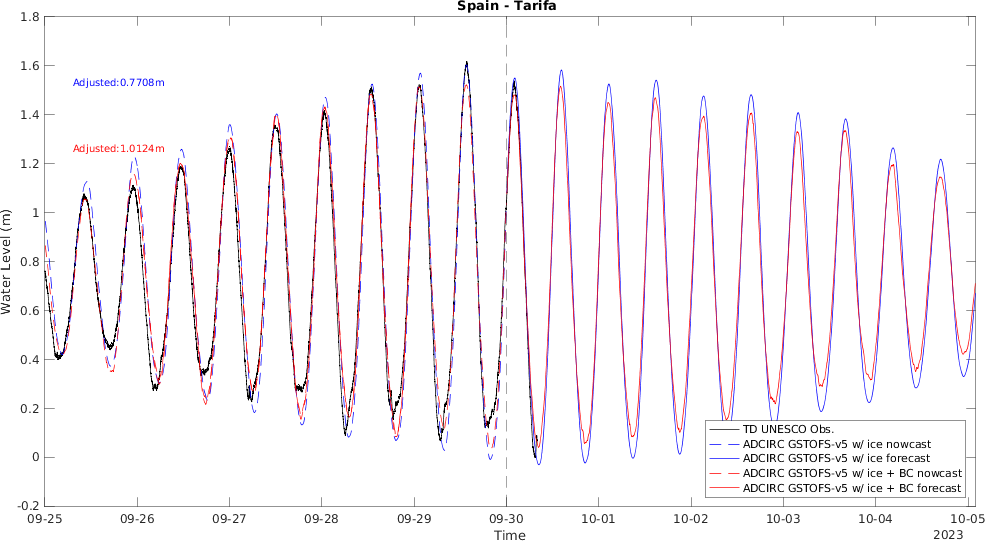 Spain - Tarifa
1.8
1.6
1.4
1.2
1
0.8
0.6
0.4
0.2
0
-0.2
Water Level (m)
Adjusted:0.7708m
Adjusted:1.0124m
TD UNESCO Obs.
ADCIRC GSTOFS-v5 w/ ice nowcast
ADCIRC GSTOFS-v5 w/ ice forecast
ADCIRC GSTOFS-v5 w/ ice + BC nowcast
ADCIRC GSTOFS-v5 w/ ice + BC forecast
09-25 09-26 09-27 09-28 09-29 09-30 10-01 10-02 10-03 10-04 10-05
Time
2023